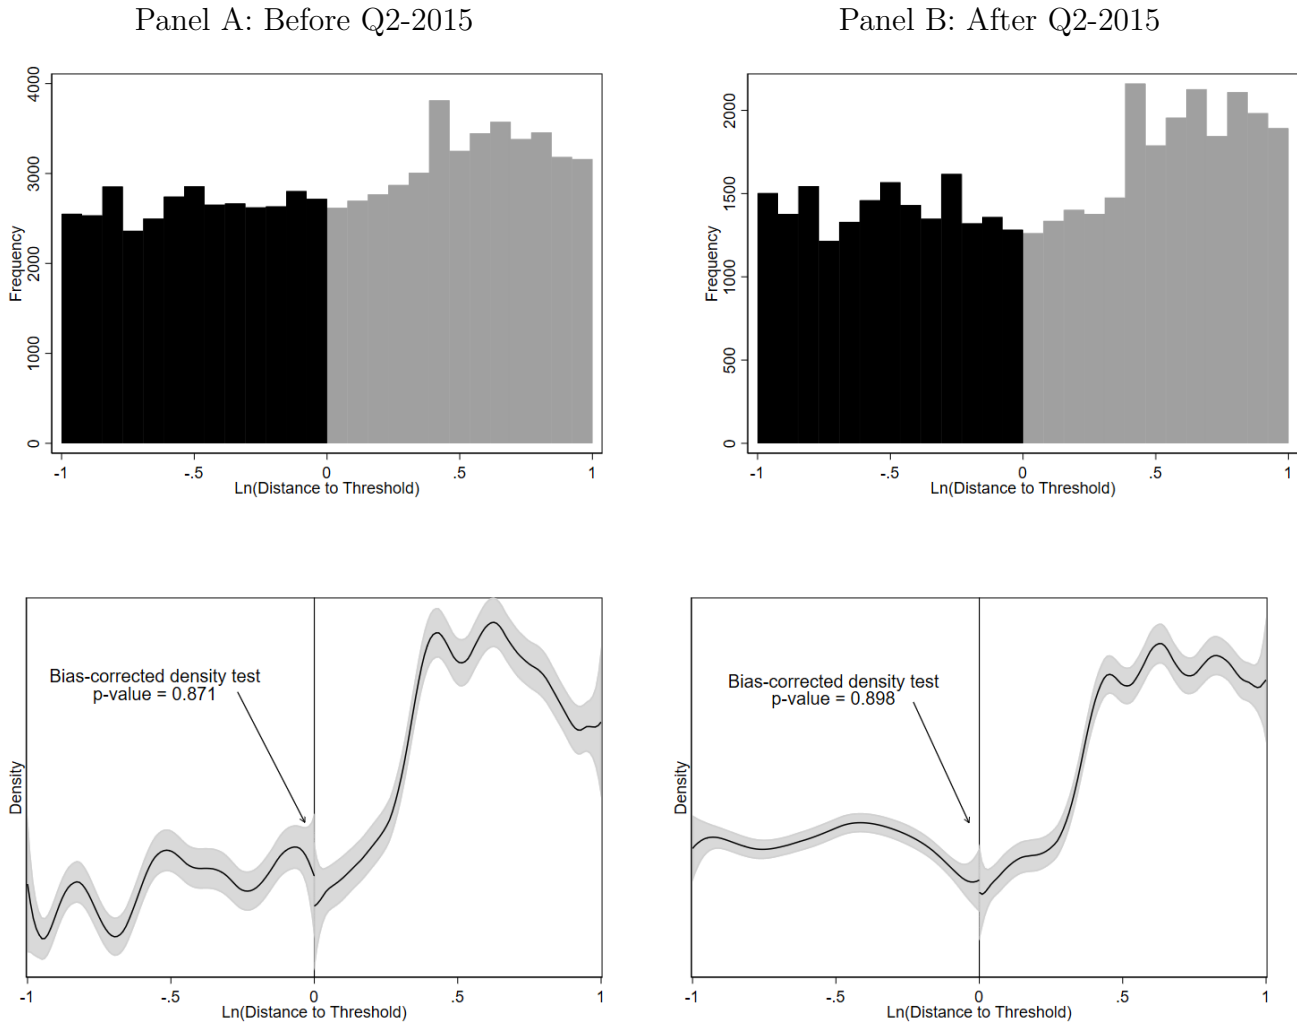 Panel A: Before Q2-2015
Panel B: After Q2-2015
Frequency
4000
3000
2000
1000
0
-1
-.5
0
.5
1
Ln(Distance to Threshold)
Frequency
2000
1500
1000
500
0
-1
-.5
0
.5
1
Ln(Distance to Threshold)
Density
Bias-corrected density test
p-value = 0.871
-1
-.5
0
.5
1
Ln(Distance to Threshold)
Density
Bias-corrected density test
p-value = 0.898
-1
-.5
0
.5
1
Ln(Distance to Threshold)